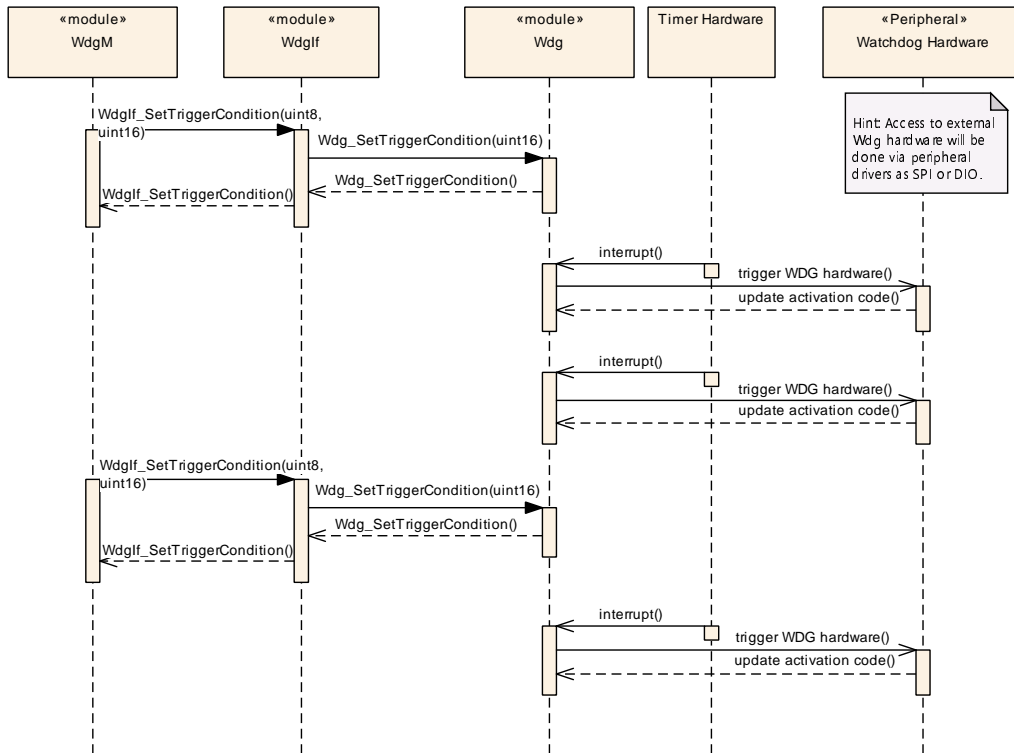 «module»
WdgM
«module»
WdgIf
«module»
Wdg
Timer Hardware
«Peripheral»
Watchdog Hardware
Hint: Access to external
Wdg hardware will be
done via peripheral
drivers as SPI or DIO.
WdgIf_SetTriggerCondition(uint8,
uint16)
Wdg_SetTriggerCondition(uint16)
Wdg_SetTriggerCondition()
WdgIf_SetTriggerCondition()
interrupt()
trigger WDG hardware()
update activation code()
interrupt()
trigger WDG hardware()
update activation code()
WdgIf_SetTriggerCondition(uint8,
uint16)
Wdg_SetTriggerCondition(uint16)
Wdg_SetTriggerCondition()
WdgIf_SetTriggerCondition()
interrupt()
trigger WDG hardware()
update activation code()